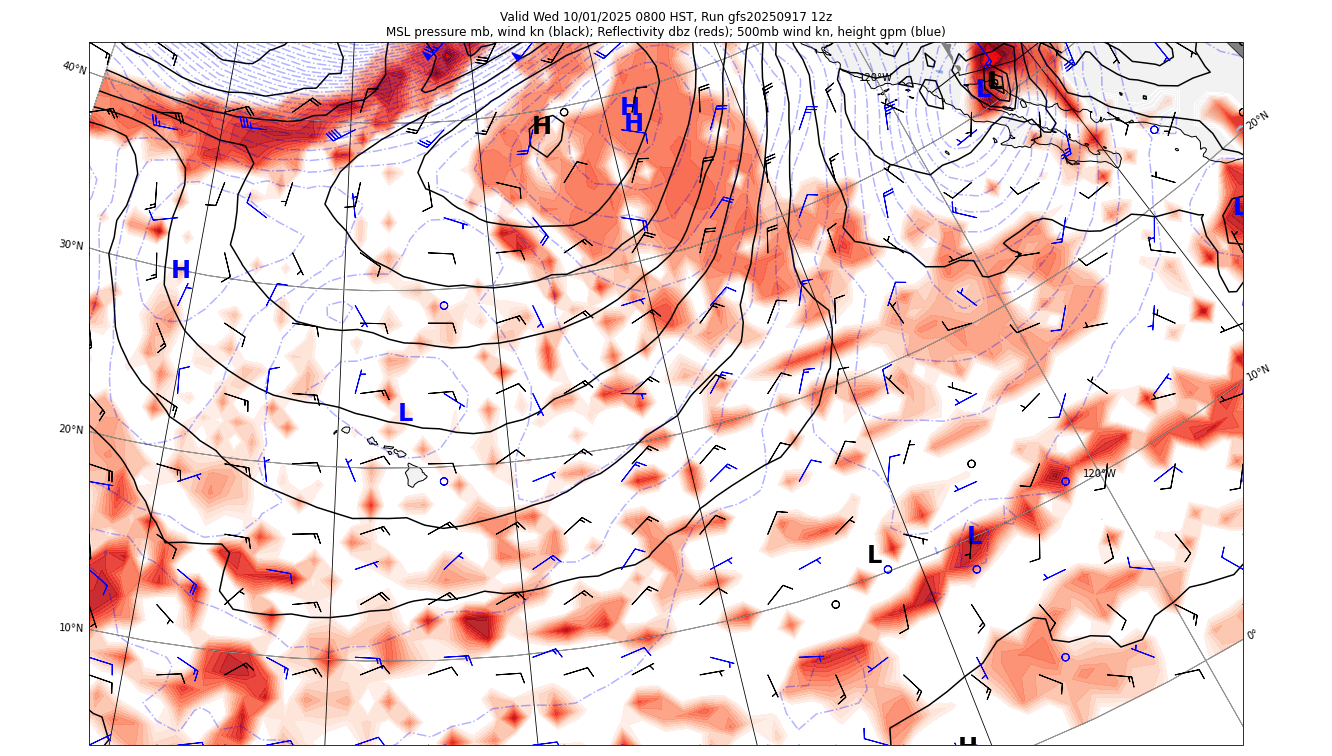 Valid Wed 10/01/2025 0800 HST, Run gfs20250917 12z
MSL pressure mb, wind kn (black); Reflectivity dbz (reds); 500mb wind kn, height gpm (blue)
40°N
120°W
L
L
H
H
H
20°N
L
30°N
H
10°N
L
20°N
120°W
L
L
10°N
0°
H